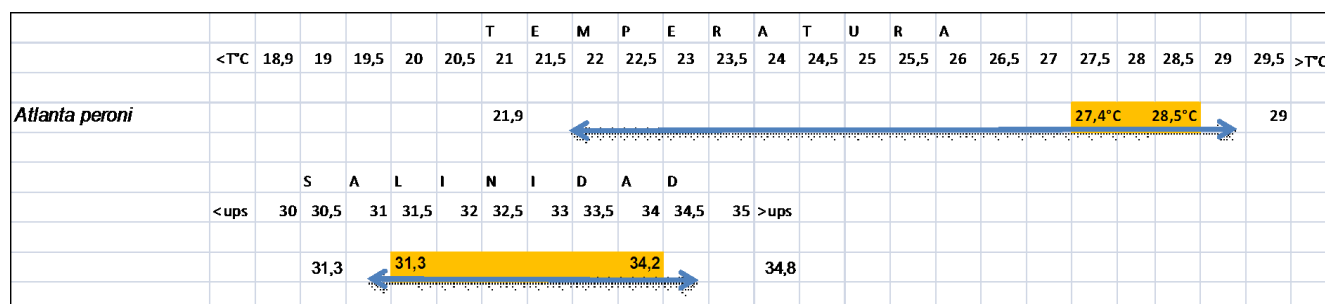 T E M P E R A T U R A
<T°C 18,9 19 19,5 20 20,5 21 21,5 22 22,5 23 23,5 24 24,5 25 25,5 26 26,5 27 27,5 28 28,5 29 29,5 >T°C
Atlanta peroni 21,9 27,4°C 28,5°C 29
S A L I N I D A D
<ups 30 30,5 31 31,5 32 32,5 33 33,5 34 34,5 35 >ups
31,3 31,3 34,2 34,8